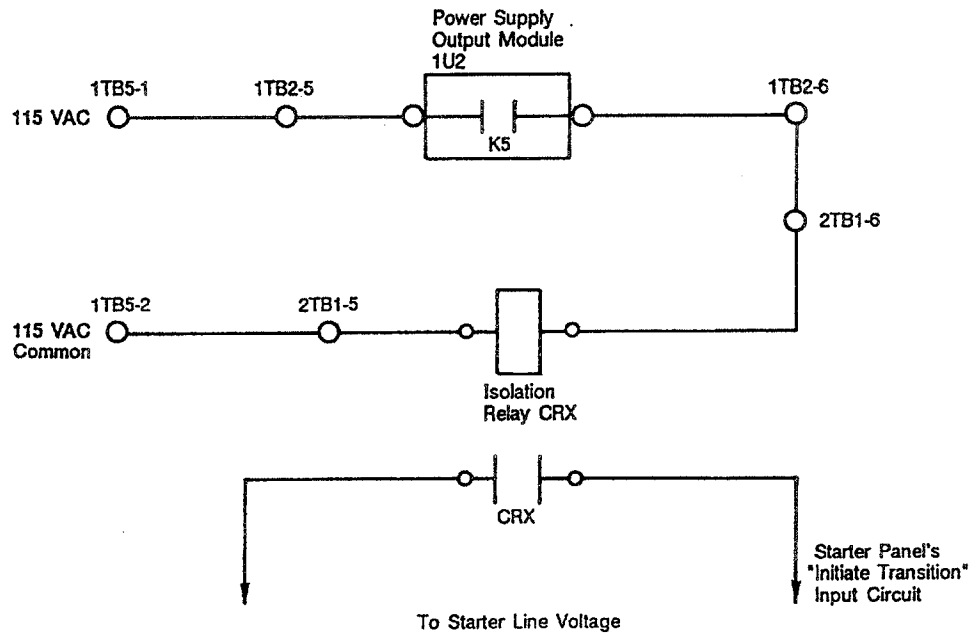 Power Supply
Output Module
1U2
1TB5-1
1TB2-5
1TB2-6
115 VAC
K5
2TB1-6
1TB5-2
2TB1-5
115 VAC
Common
Isolation
Relay CRX
CRX
Starter Panel's
"Initiate Transition"
Input Circuit
To Starter Line Voltage